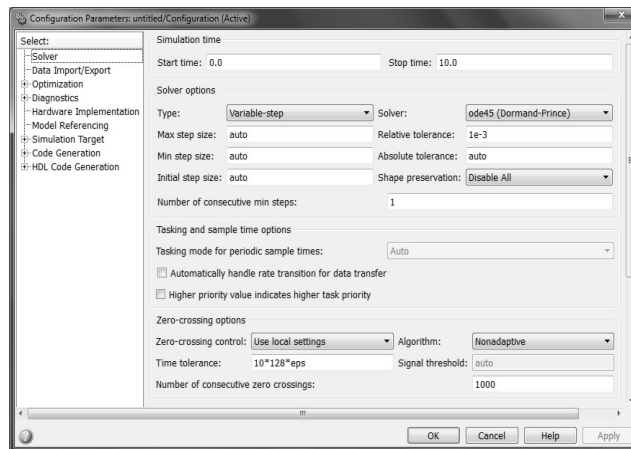 Configuration Parameters: untitled/Configuration (Active)
Select:
Solver
Data Import/Export
Optimization
Diagnostics
Hardware Implementation
Model Referencing
Simulation Target
Code Generation
HDL Code Generation
Simulation time
Start time: 0.0 Stop time: 10.0
Solver options
Type: Variable-step Solver: ode45 (Dormand-Prince)
Max step size: auto Relative tolerance: 1e-3
Min step size: auto Absolute tolerance: auto
Initial step size: auto Shape preservation: Disable All
Number of consecutive min steps: 1
Tasking and sample time options
Tasking mode for periodic sample times: Auto
Automatically handle rate transition for data transfer
Higher priority value indicates higher task priority
Zero-crossing options
Zero-crossing control: Use local settings Algorithm: Nonadaptive
Time tolerance: 10*128*eps Signal threshold: auto
Number of consecutive zero crossings: 1000
OK Cancel Help Apply